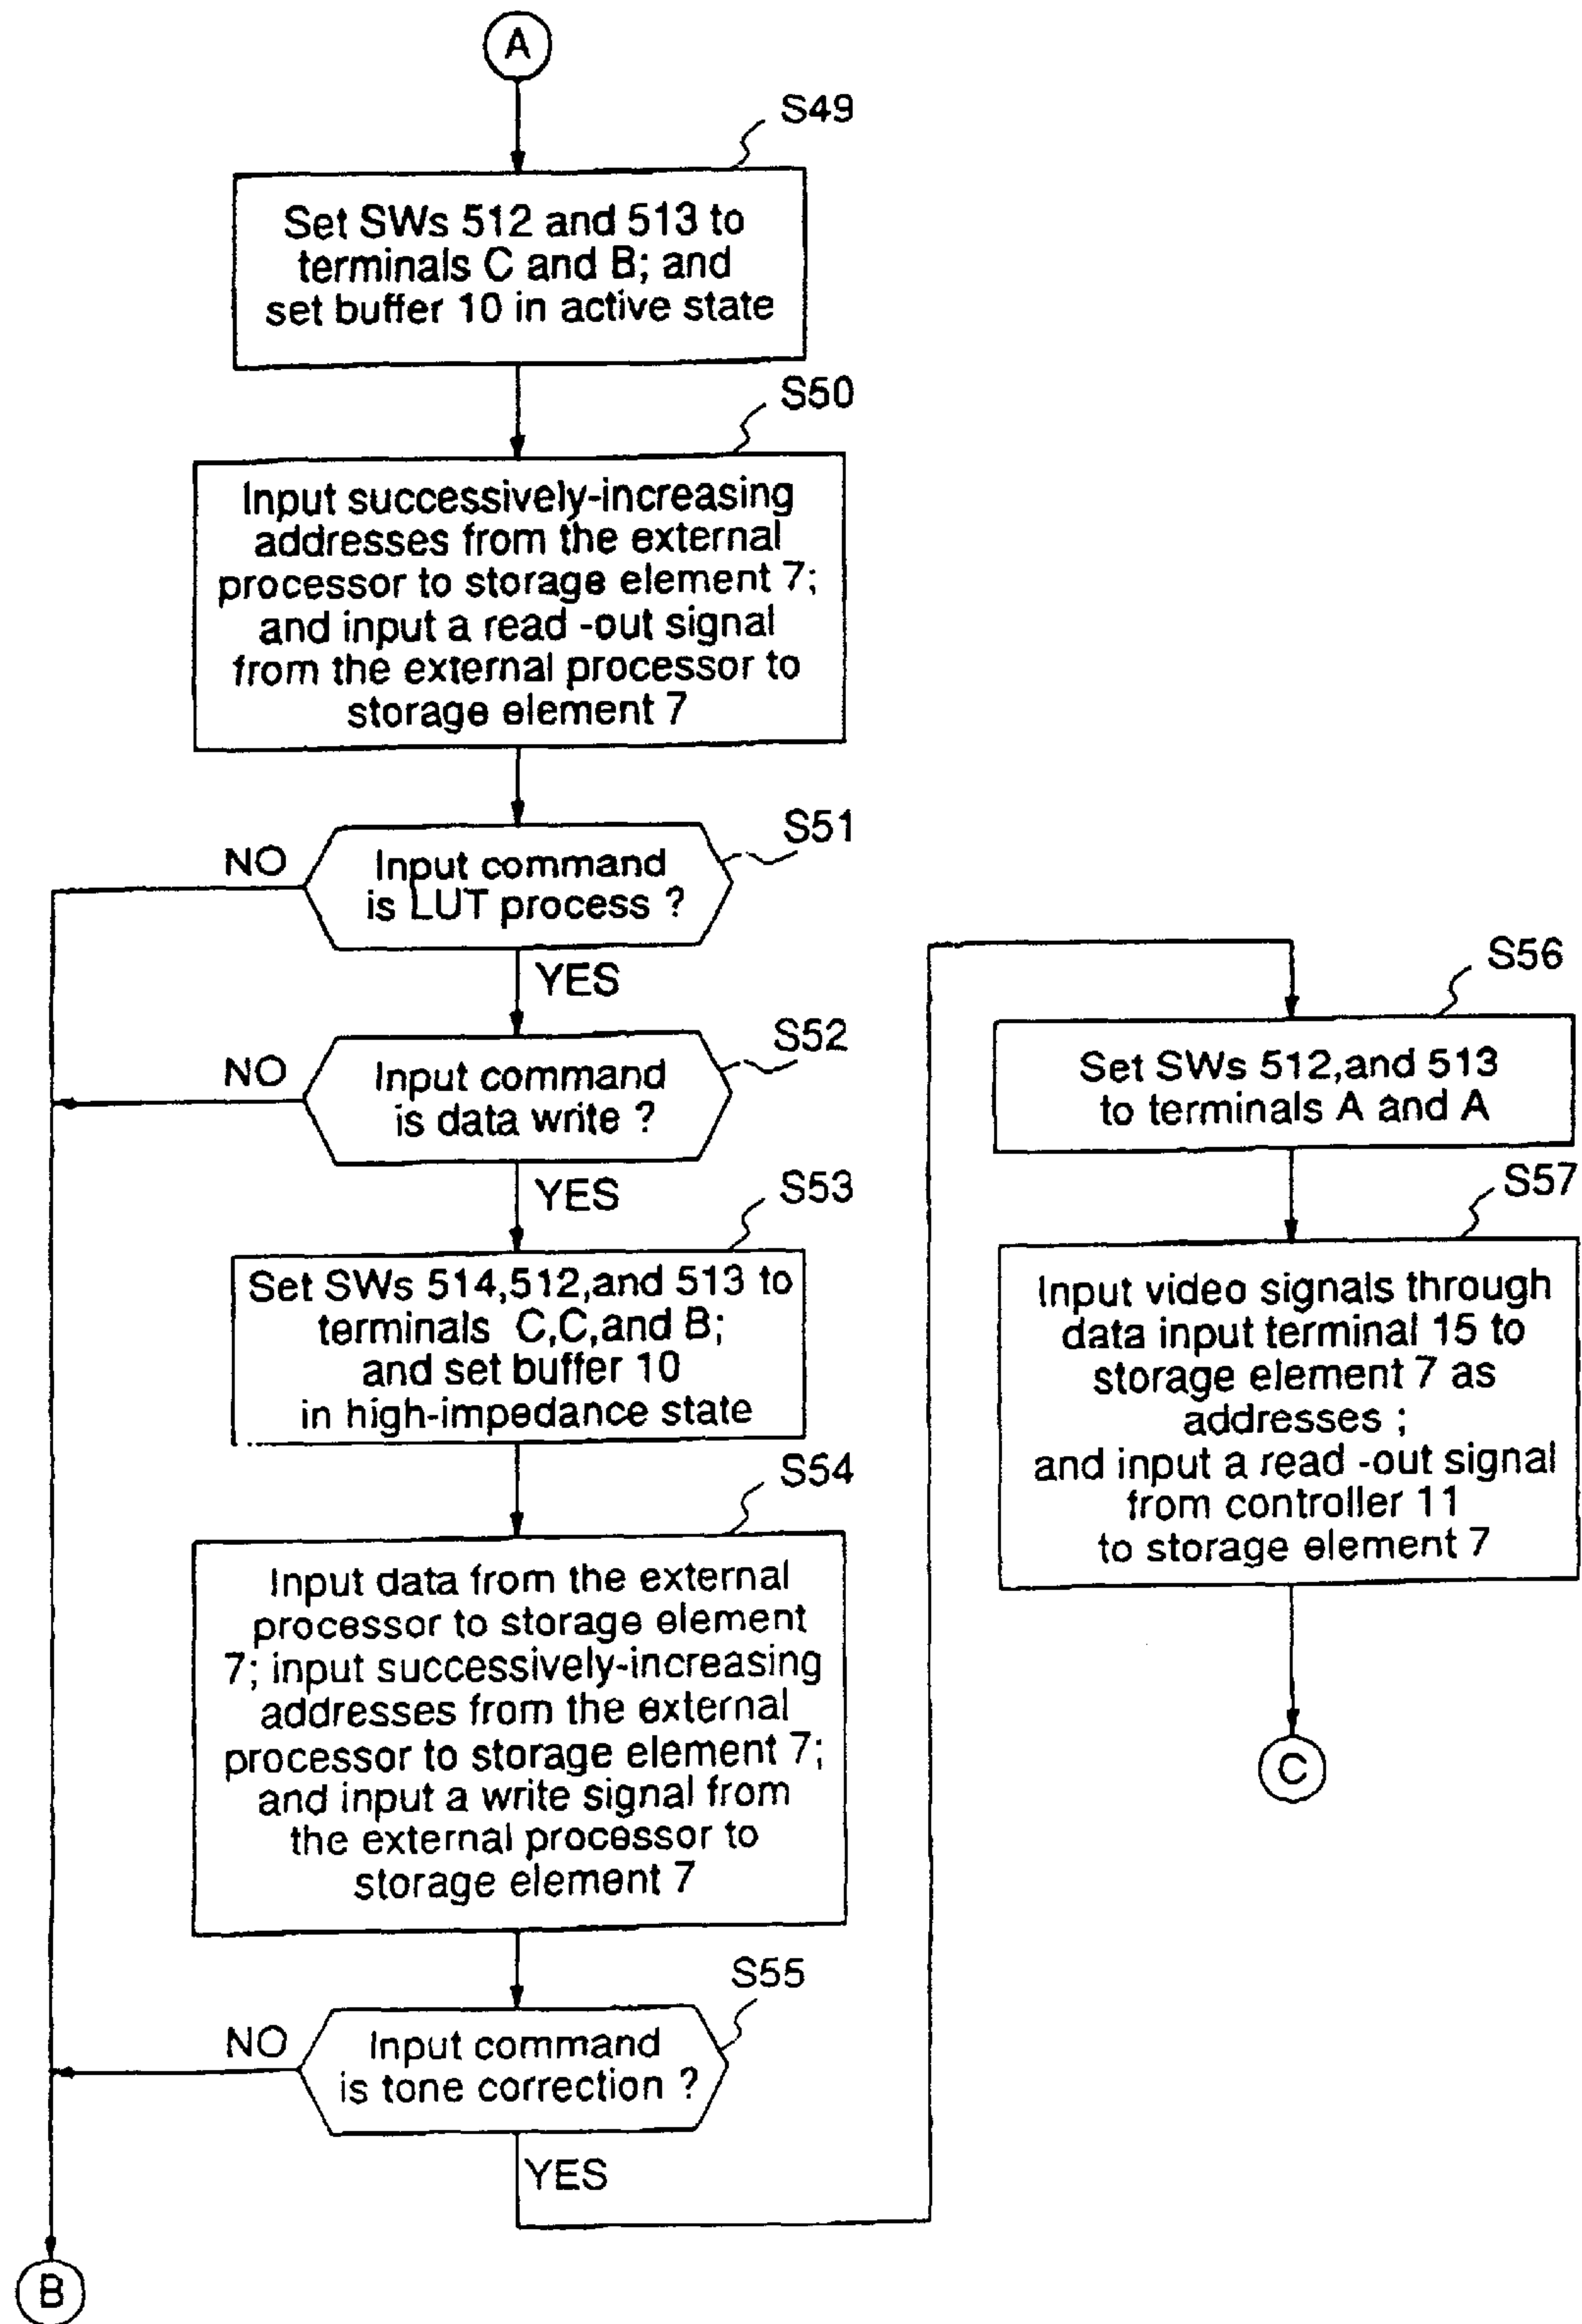 A
S49
Set SWs 512 and 513 to
terminals C and B; and
set buffer 10 in active state
S50
Input successively-increasing
addresses from the external
processor to storage element 7;
and input a read -out signal
from the external processor to
storage element 7
S51
NO
Input command
is LUT process ?
YES
S52
NO
Input command
is data write ?
YES
S53
Set SWs 514,512,and 513 to
terminals C,C,and B;
and set buffer 10
in high-impedance state
S54
Input data from the external
processor to storage element
7; input successively-increasing
addresses from the external
processor to storage element 7;
and input a write signal from
the external processor to
storage element 7
S55
NO
Input command
is tone correction ?
YES
B
S56
Set SWs 512,and 513
to terminals A and A
S57
Input video signals through
data input terminal 15 to
storage element 7 as
addresses ;
and input a read -out signal
from controller 11
to storage element 7
C